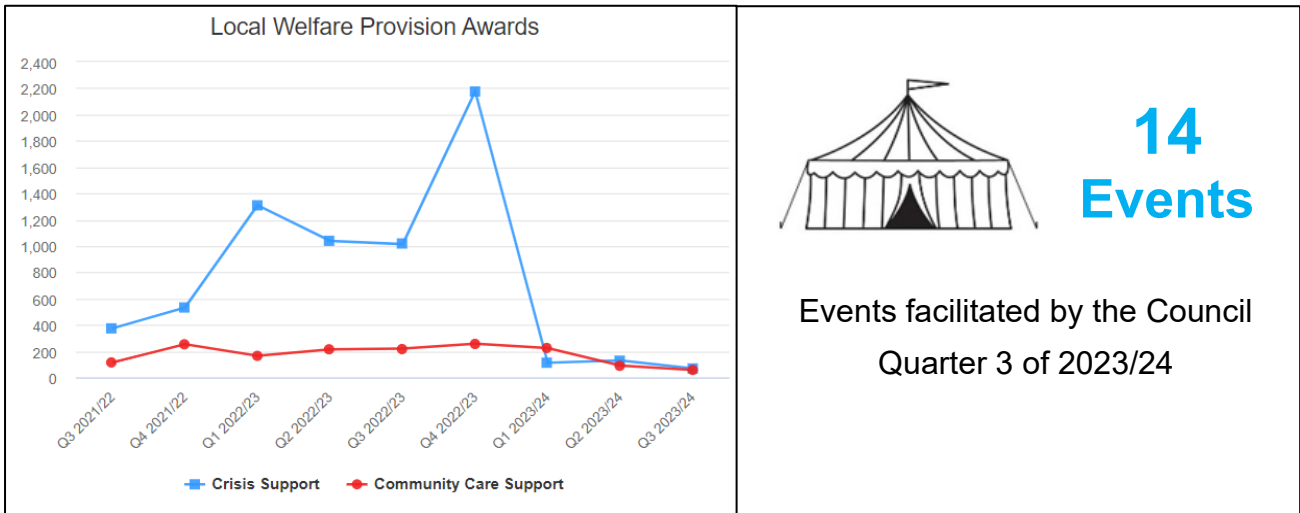 Local Welfare Provision Awards
2,400
2,200
2,000
1,800
1,600
1,400
1,200
1,000
800
600
400
200
0
Q3 2021/22
Q4 2021/22
Q1 2022/23
Q2 2022/23
Q3 2022/23
Q4 2022/23
Q1 2023/24
Q2 2023/24
Q3 2023/24
Crisis Support
Community Care Support
14
Events
Events facilitated by the Council
Quarter 3 of 2023/24